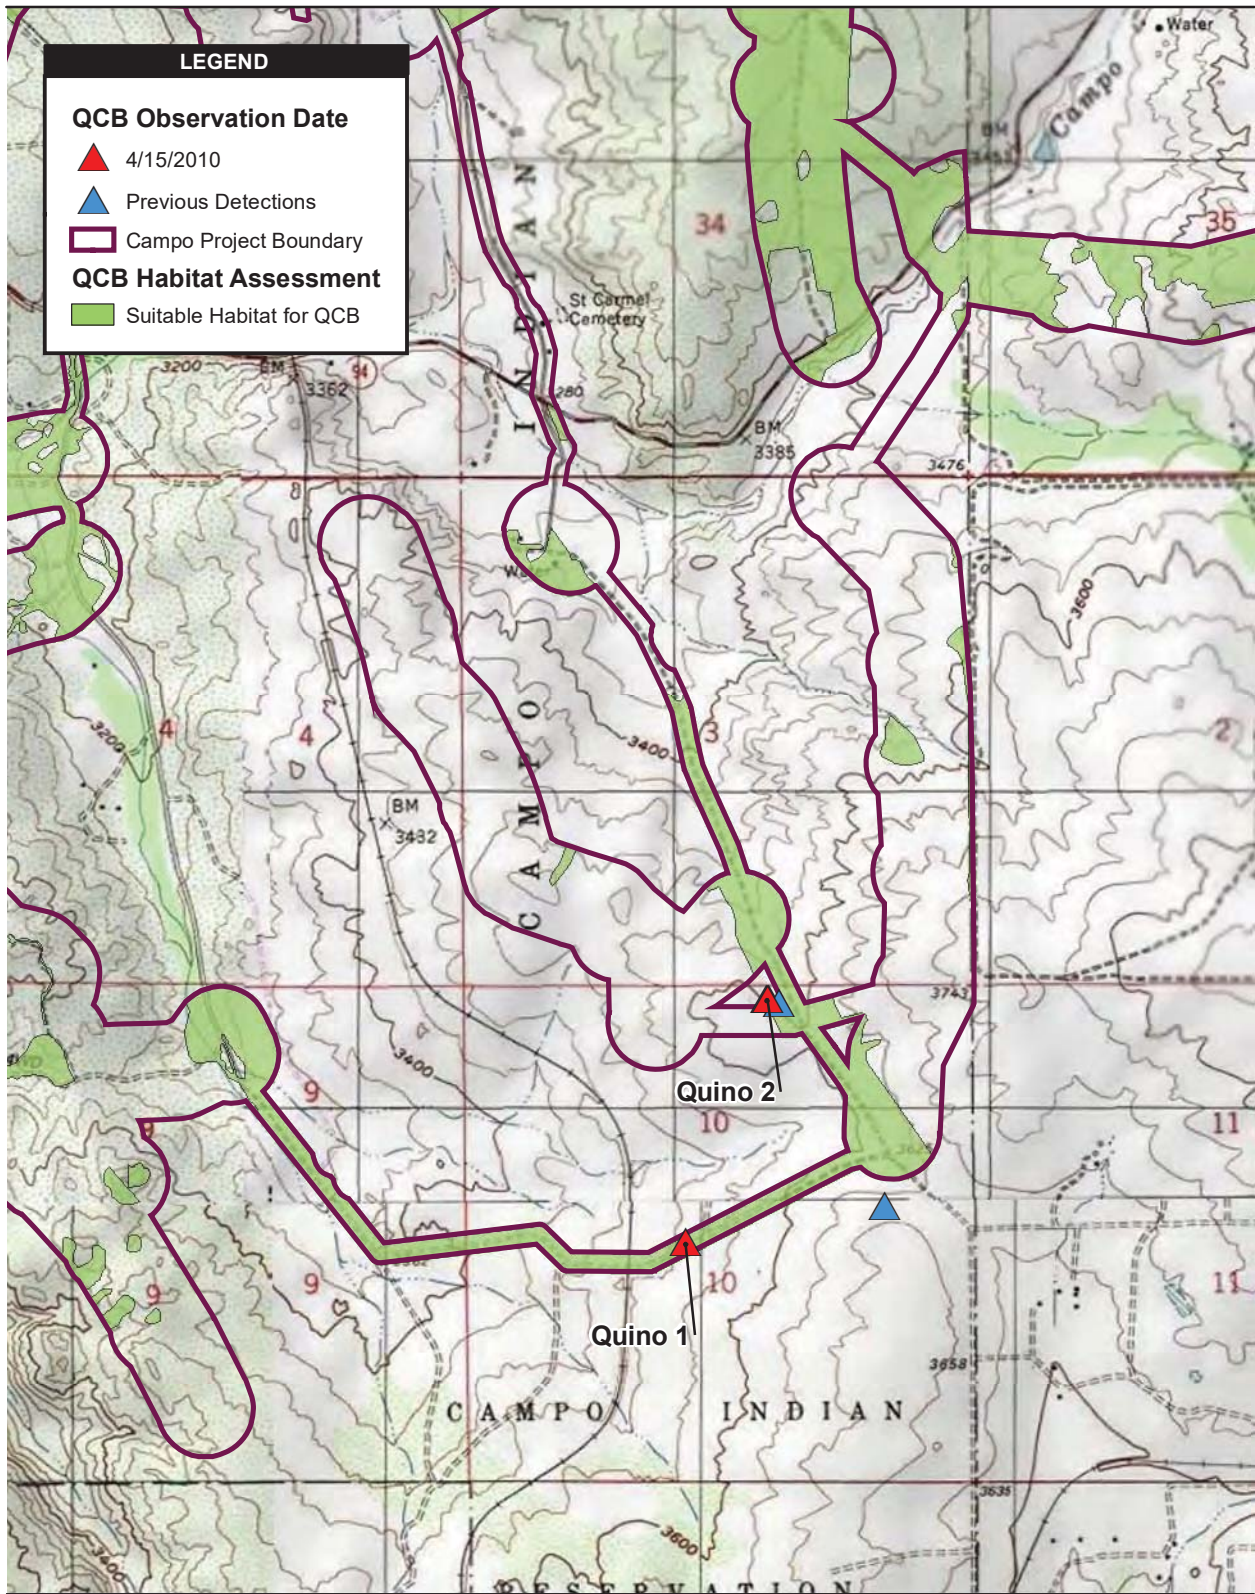 LEGEND
QCB Observation Date
4/15/2010
Previous Detections
Campo Project Boundary
QCB Habitat Assessment
Suitable Habitat for QCB
Water
Campo
BM
34
35
INDIAN
St Carmel
Cemetery
3200
BM
3362
94
280
BM
3385
3476
3600
CAMPO
3
2
3400
4
4
3200
BM
3432
3743
3400
Quino 2
9
9
10
11
Quino 1
9
9
10
11
3658
CAMPO INDIAN
3635
3600
3400
RESERVATION